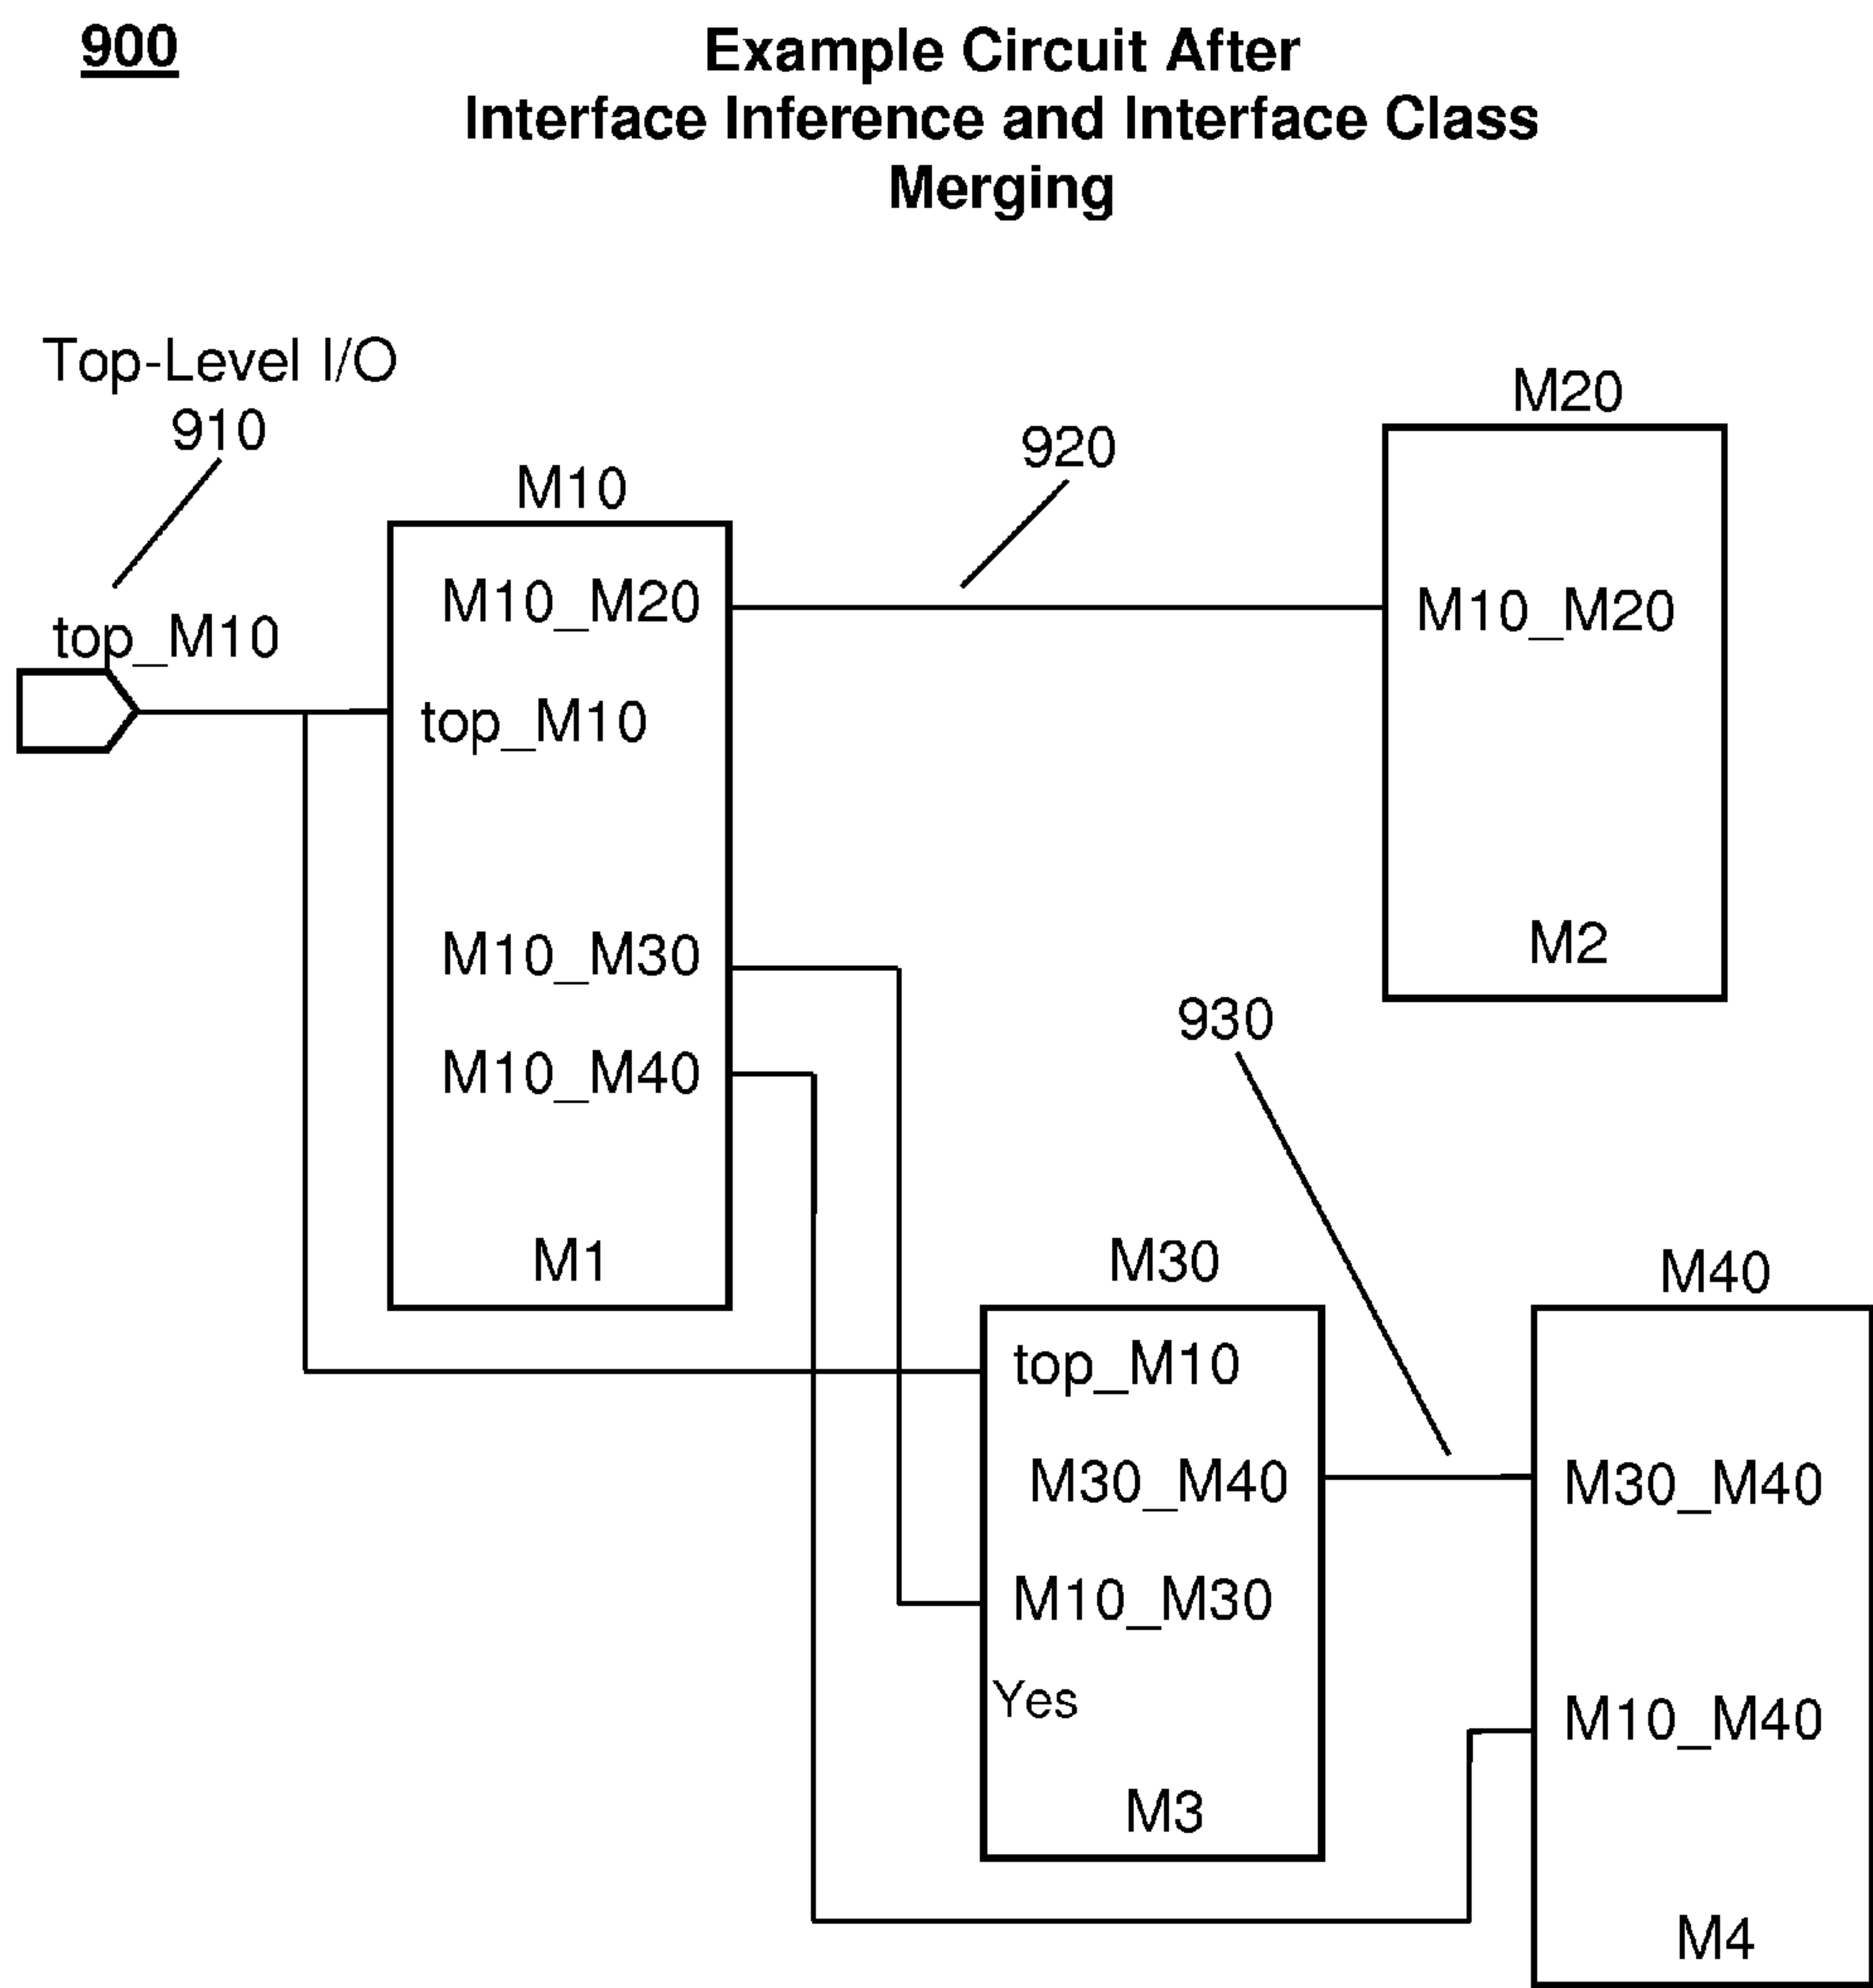 900
Example Circuit After
Interface Inference and Interface Class
Merging
Top-Level I/O
910
M20
920
M10
M10_M20
M10_M20
top_M10
top_M10
M2
M10_M30
930
M10_M40
M1
M30
M40
top_M10
M30_M40
M30_M40
M10_M30
Yes
M10_M40
M3
M4